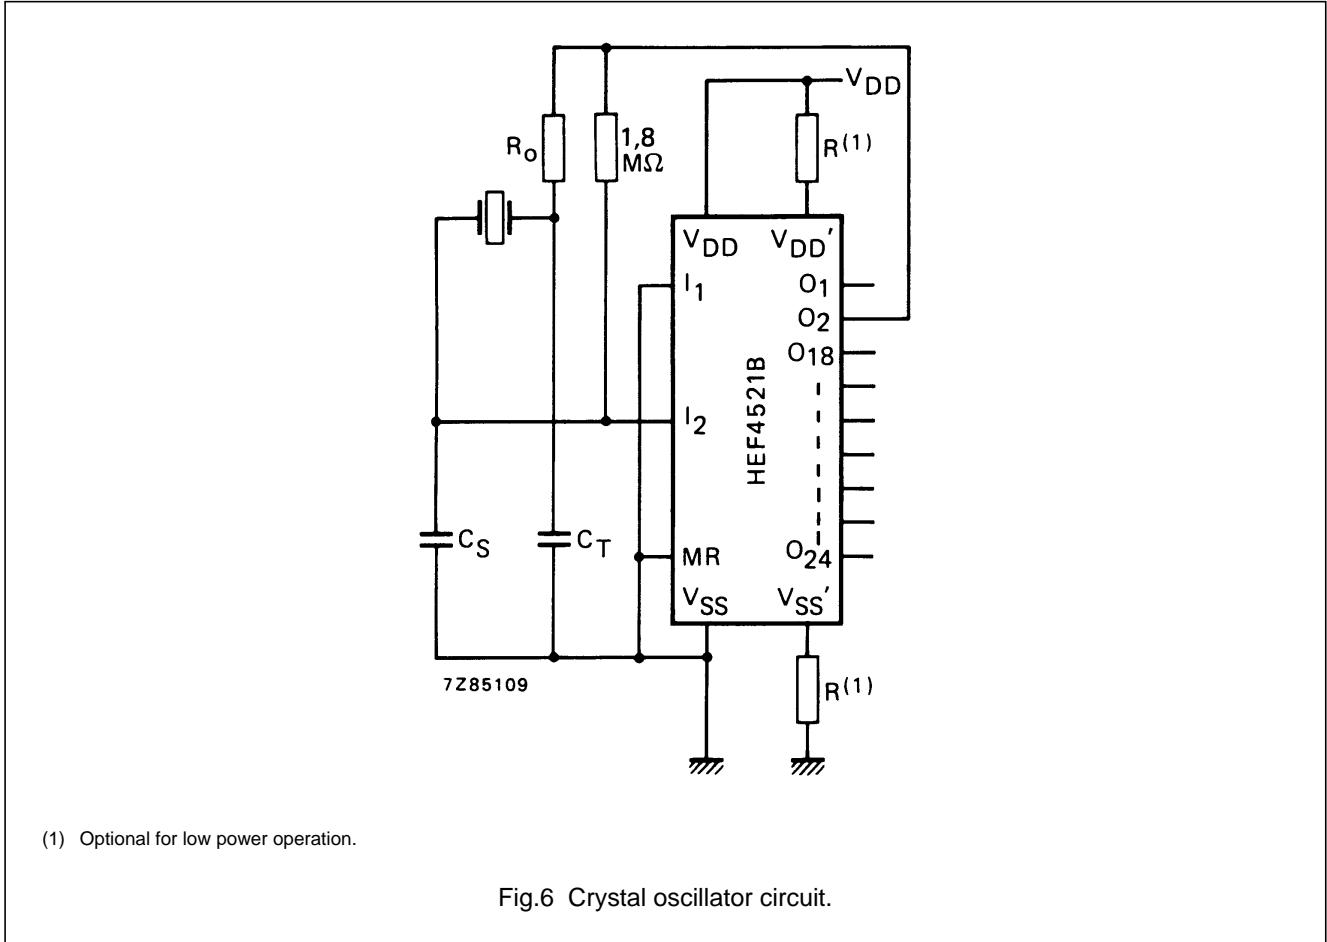 V_DD
R_o
1,8
MΩ
R(1)
V_DD
V_DD'
I_1
O_1
O_2
O_18
HEF4521B
I_2
C_S
C_T
MR
O_24
V_SS
V_SS'
7Z85109
R(1)
(1) Optional for low power operation.
Fig.6 Crystal oscillator circuit.